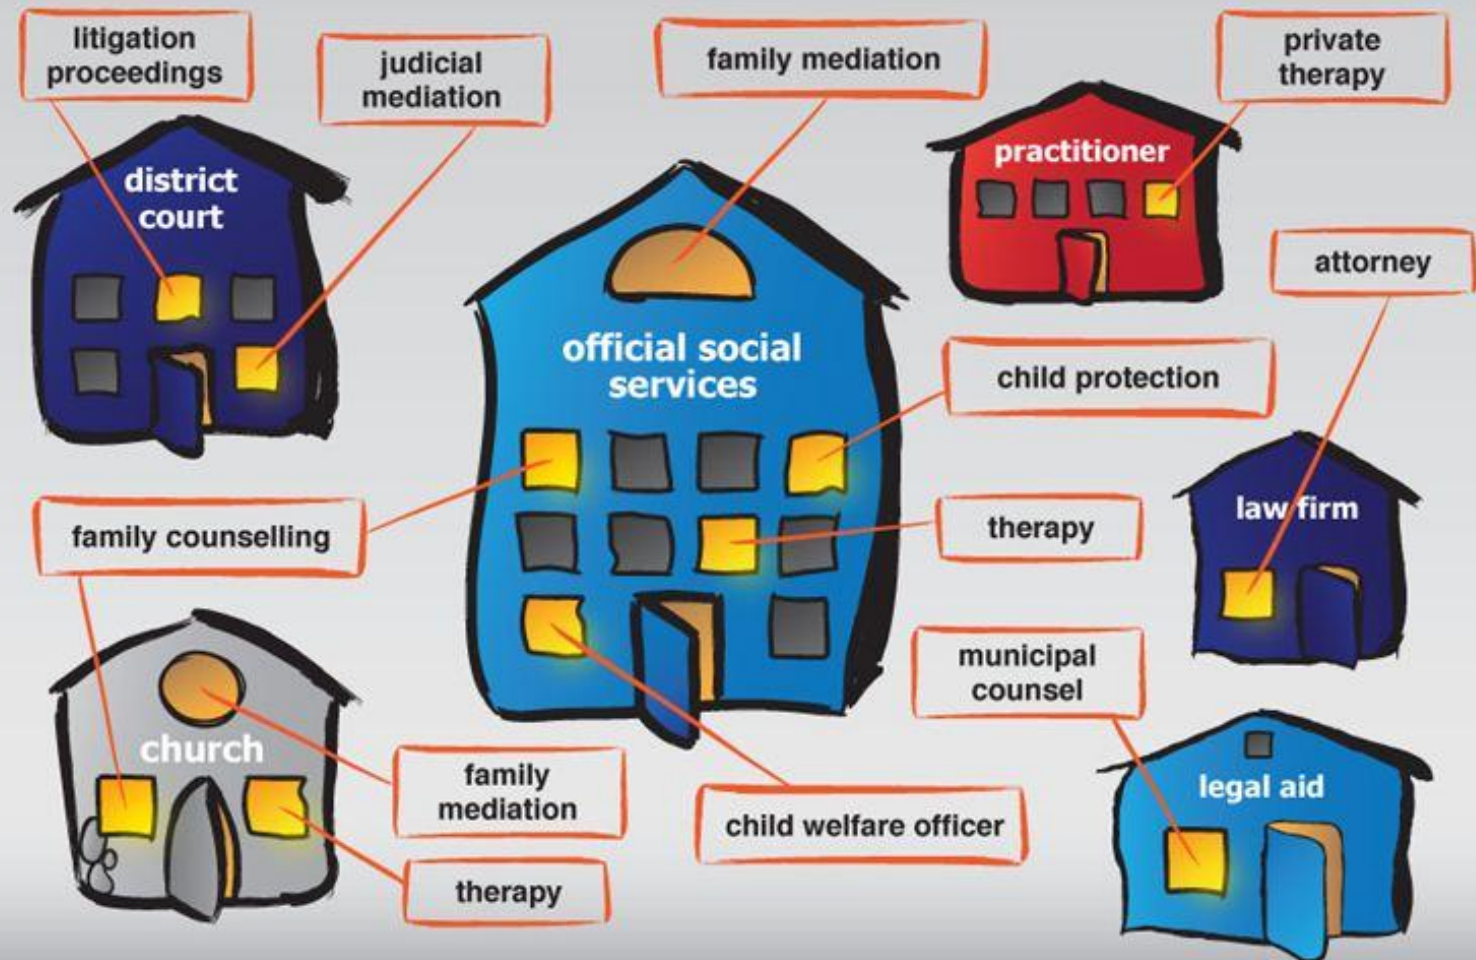 litigation
proceedings
judicial
mediation
family mediation
private
therapy
district
court
practitioner
attorney
official social
services
child protection
family counselling
therapy
law firm
municipal
counsel
church
family
mediation
child welfare officer
legal aid
therapy